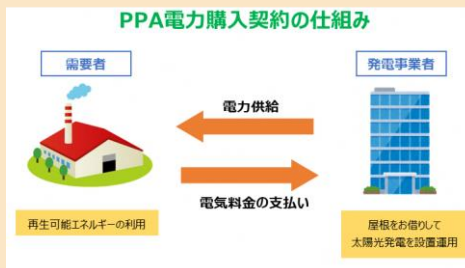 PPA電力購入契約の仕組み
需要者
発電事業者
電力供給
電気料金の支払い
再生可能エネルギーの利用
屋根をお借りして
太陽光発電を設置運用